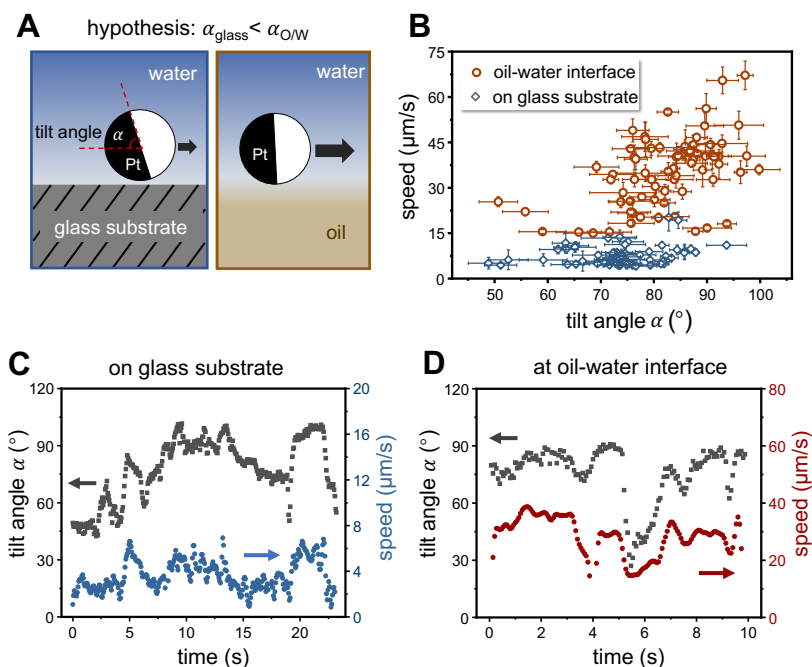 A
hypothesis: α_glass < α_O/W
water
tilt angle α
Pt
glass substrate
water
Pt
oil
B
speed (µm/s)
75
60
45
30
15
0
oil-water interface
on glass substrate
50 60 70 80 90 100
tilt angle α (°)
C
on glass substrate
tilt angle α (°)
120
90
60
30
0
20
16
12
8
4
0
speed (µm/s)
0 5 10 15 20
time (s)
D
at oil-water interface
tilt angle α (°)
120
90
60
30
0
80
60
40
20
0
speed (µm/s)
0 2 4 6 8 10
time (s)